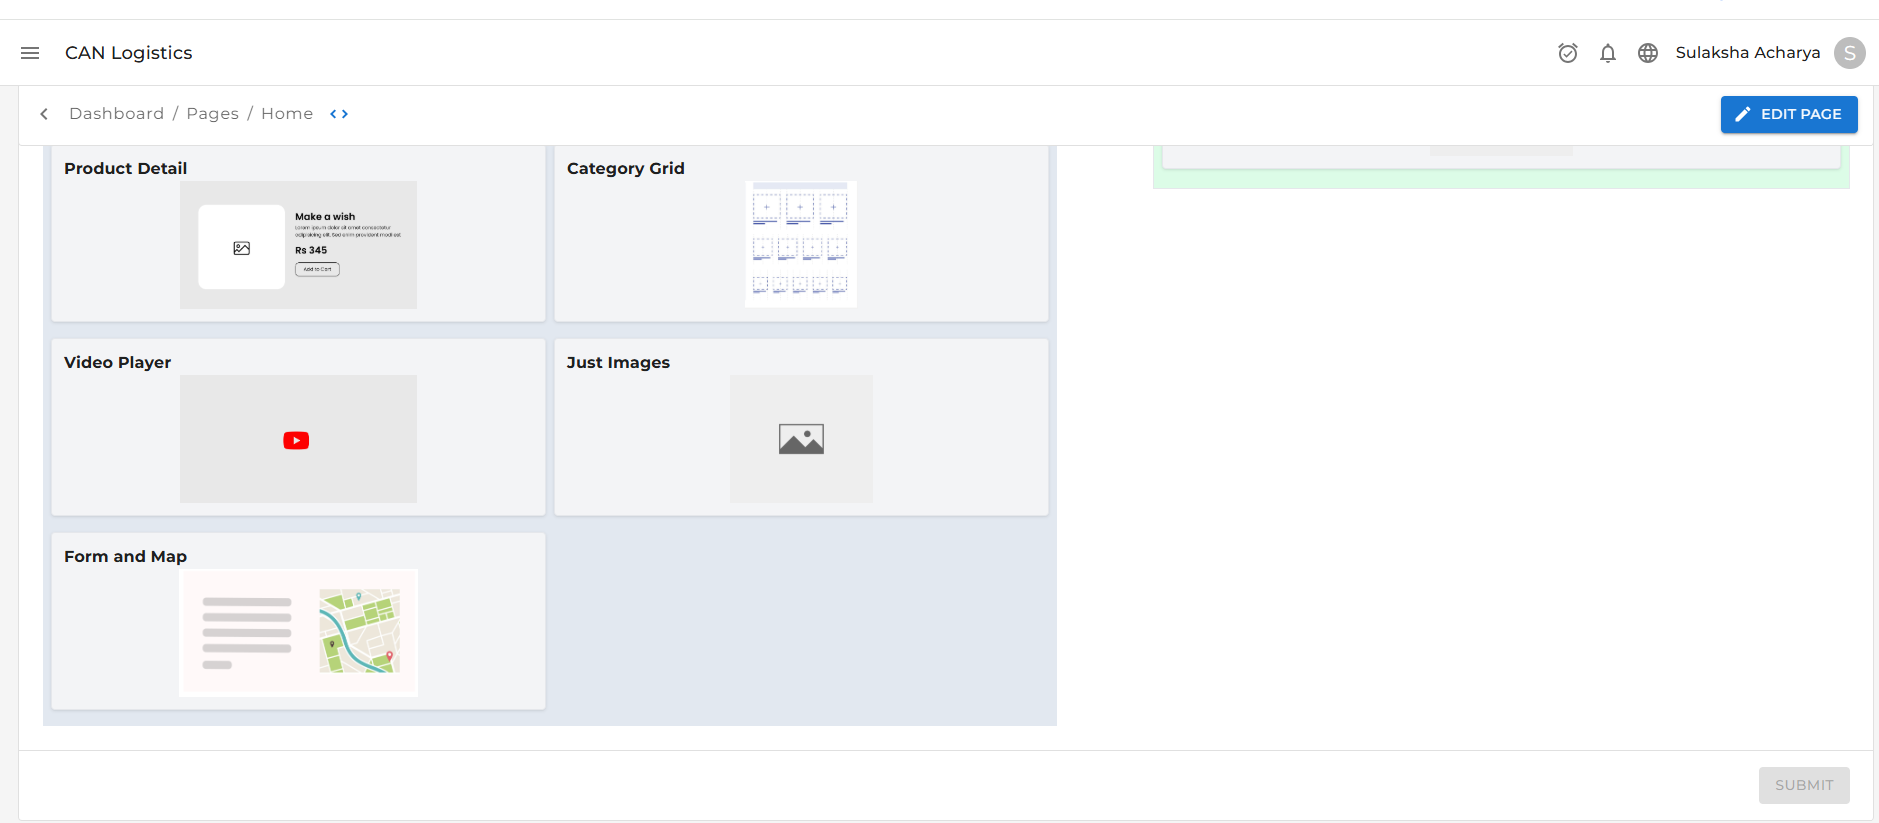 CAN Logistics
Sulaksha Acharya
S
Dashboard / Pages / Home
EDIT PAGE
Product Detail
Make a wish
Lorem ipsum dolor sit amet consectetur
adipisicing elit. Sed enim provident modi set
Rs 345
Add to Cart
Category Grid
Video Player
Just Images
Form and Map
SUBMIT